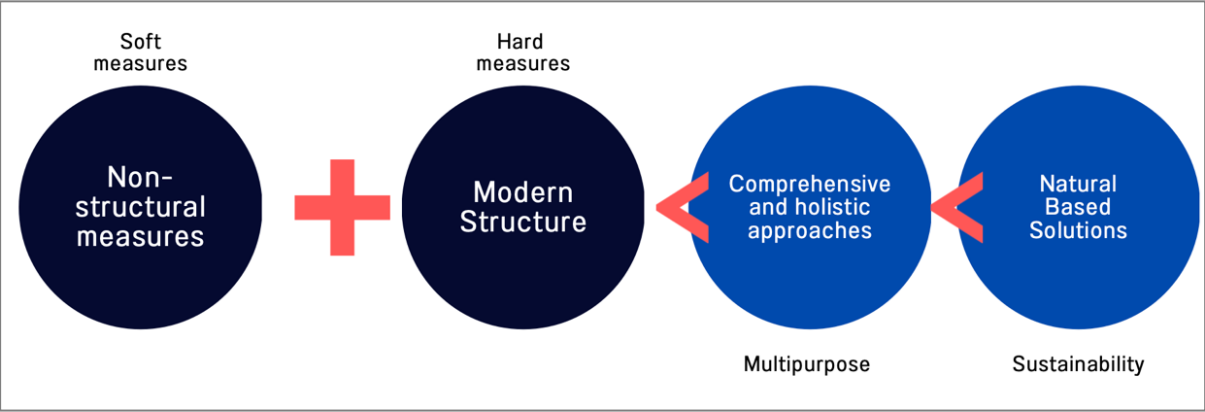 Soft
measures
Non-
structural
measures
+
Hard
measures
Modern
Structure
<
Comprehensive
and holistic
approaches
Multipurpose
<
Natural
Based
Solutions
Sustainability